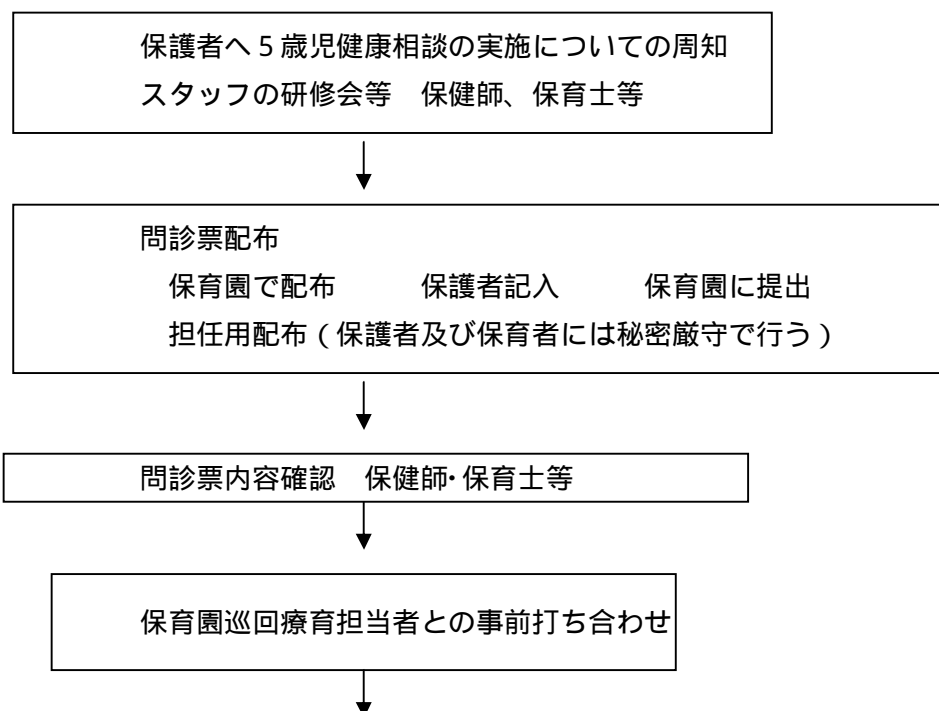 保護者へ5歳児健康相談の実施についての周知
スタッフの研修会等　保健師、保育士等
問診票配布
保育園で配布　　　保護者記入　　　保育園に提出
担任用配布（保護者及び保育者には秘密厳守で行う）
問診票内容確認　保健師・保育士等
保育園巡回療育担当者との事前打ち合わせ